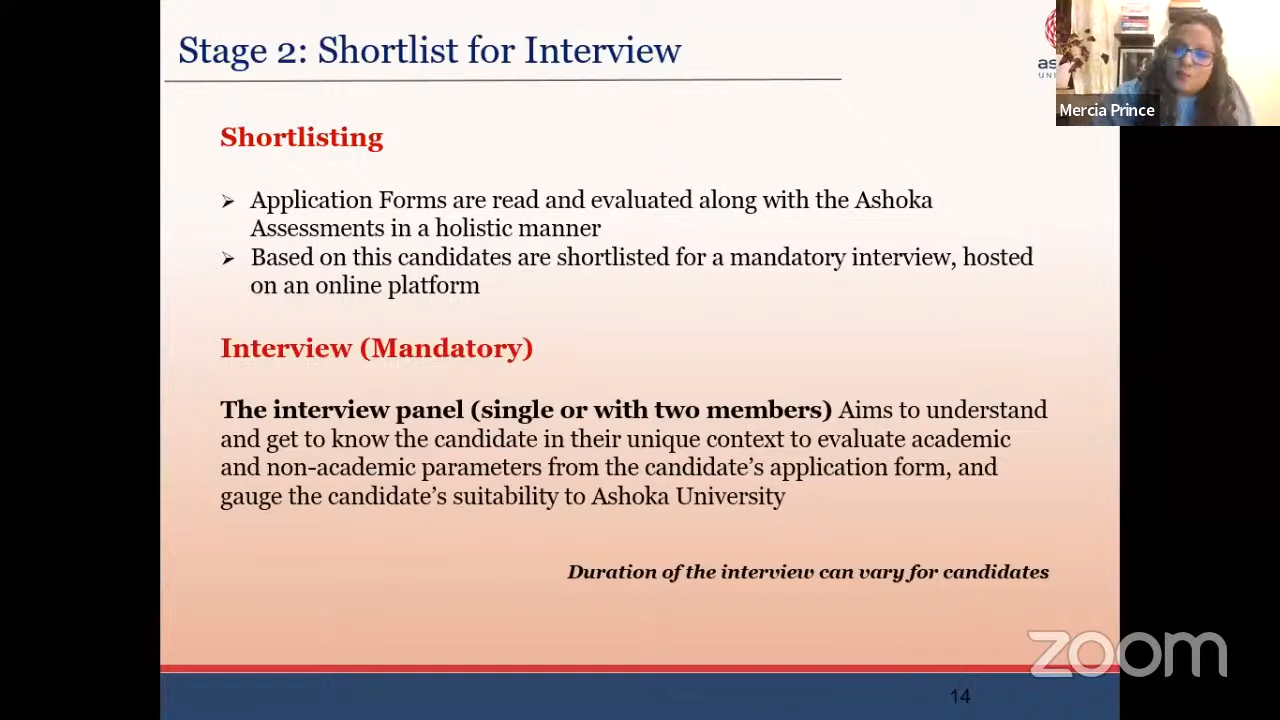 Stage 2: Shortlist for Interview
as
UNI
Mercia Prince
Shortlisting
➢ Application Forms are read and evaluated along with the Ashoka
Assessments in a holistic manner
➢ Based on this candidates are shortlisted for a mandatory interview, hosted
on an online platform
Interview (Mandatory)
The interview panel (single or with two members) Aims to understand
and get to know the candidate in their unique context to evaluate academic
and non-academic parameters from the candidate’s application form, and
gauge the candidate’s suitability to Ashoka University
Duration of the interview can vary for candidates
zoom
14